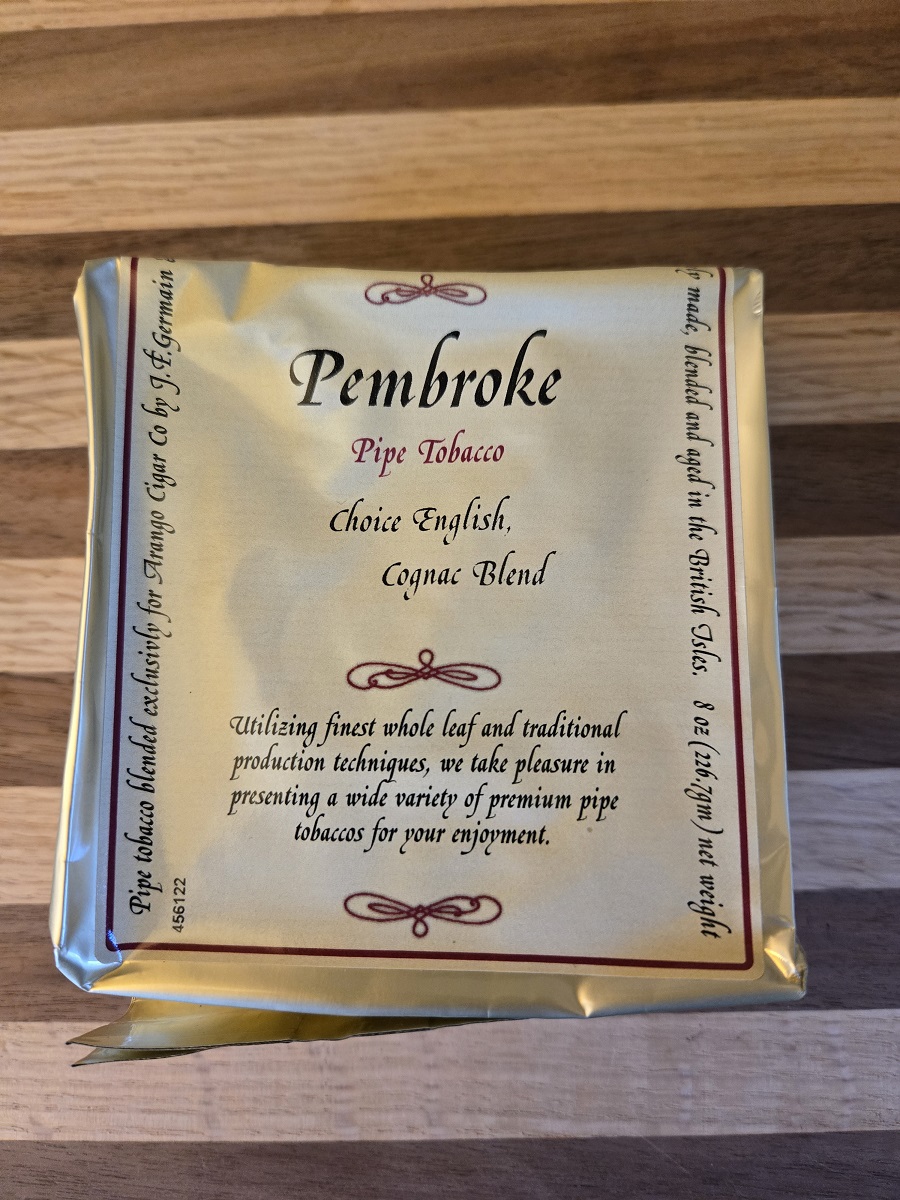 Pembroke
Pipe Tobacco
Choice English,
Cognac Blend
Utilizing finest whole leaf and traditional
production techniques, we take pleasure in
presenting a wide variety of premium pipe
tobaccos for your enjoyment.
Pipe tobacco blended exclusivly for Arango Cigar Co by J.F.Germain
456122
made, blended and aged in the British Isles. 8 oz (226,7gm) net weight